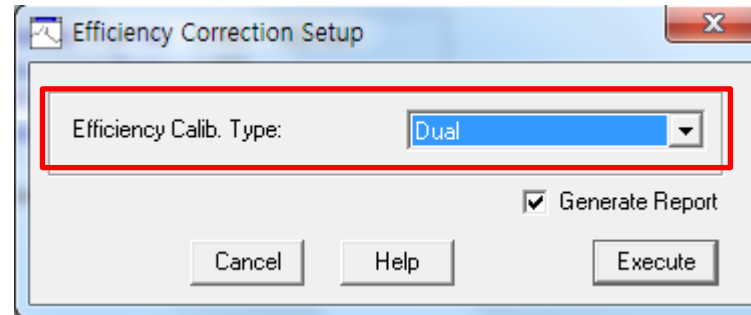 Efficiency Correction Setup
Efficiency Calib. Type: Dual
Generate Report
Cancel Help Execute